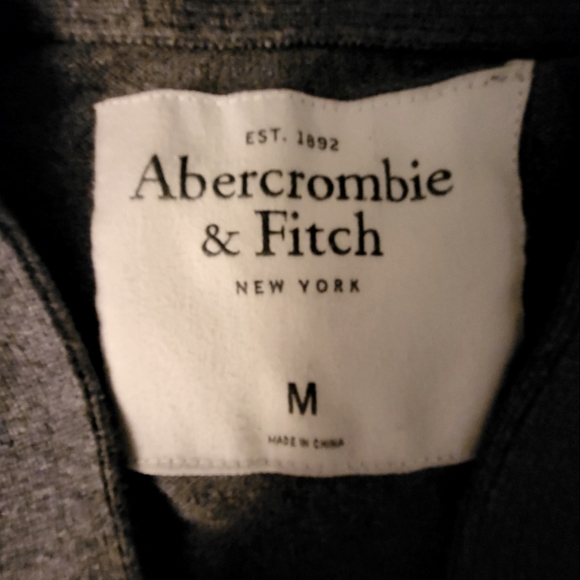 EST. 1892
Abercrombie
& Fitch
NEW YORK
M
MADE IN CHINA